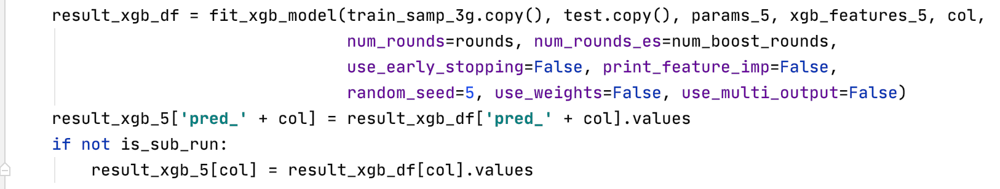 result_xgb_df = fit_xgb_model(train_samp_3g.copy(), test.copy(), params_5, xgb_features_5, col,
num_rounds=rounds, num_rounds_es=num_boost_rounds,
use_early_stopping=False, print_feature_imp=False,
random_seed=5, use_weights=False, use_multi_output=False)
result_xgb_5['pred_' + col] = result_xgb_df['pred_' + col].values
if not is_sub_run:
result_xgb_5[col] = result_xgb_df[col].values